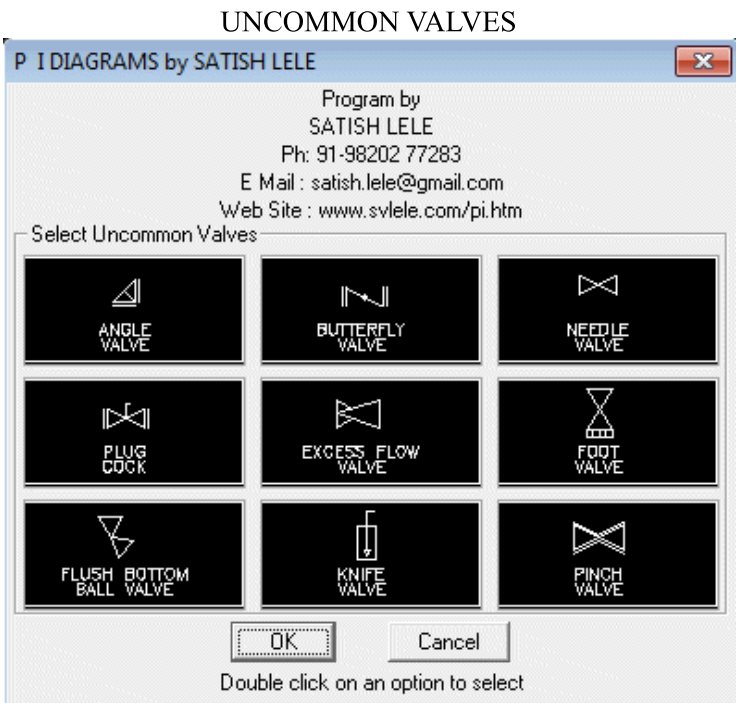 UNCOMMON VALVES
P I DIAGRAMS by SATISH LELE
Program by
SATISH LELE
Ph: 91-98202 77283
E Mail : satish.lele@gmail.com
Web Site : www.svlele.com/pi.htm
Select Uncommon Valves
ANGLE
VALVE
BUTTERFLY
VALVE
NEEDLE
VALVE
PLUG
COCK
EXCESS FLOW
VALVE
FOOT
VALVE
FLUSH BOTTOM
BALL VALVE
KNIFE
VALVE
PINCH
VALVE
OK
Cancel
Double click on an option to select